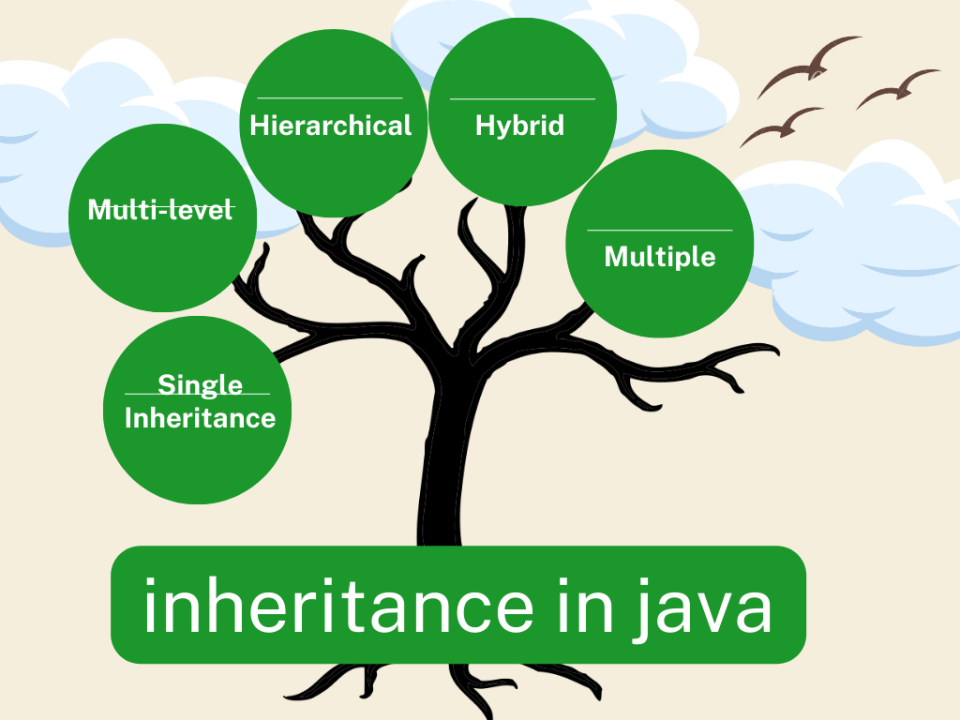 Hierarchical
Hybrid
Multi-level
Multiple
Single
Inheritance
inheritance in java